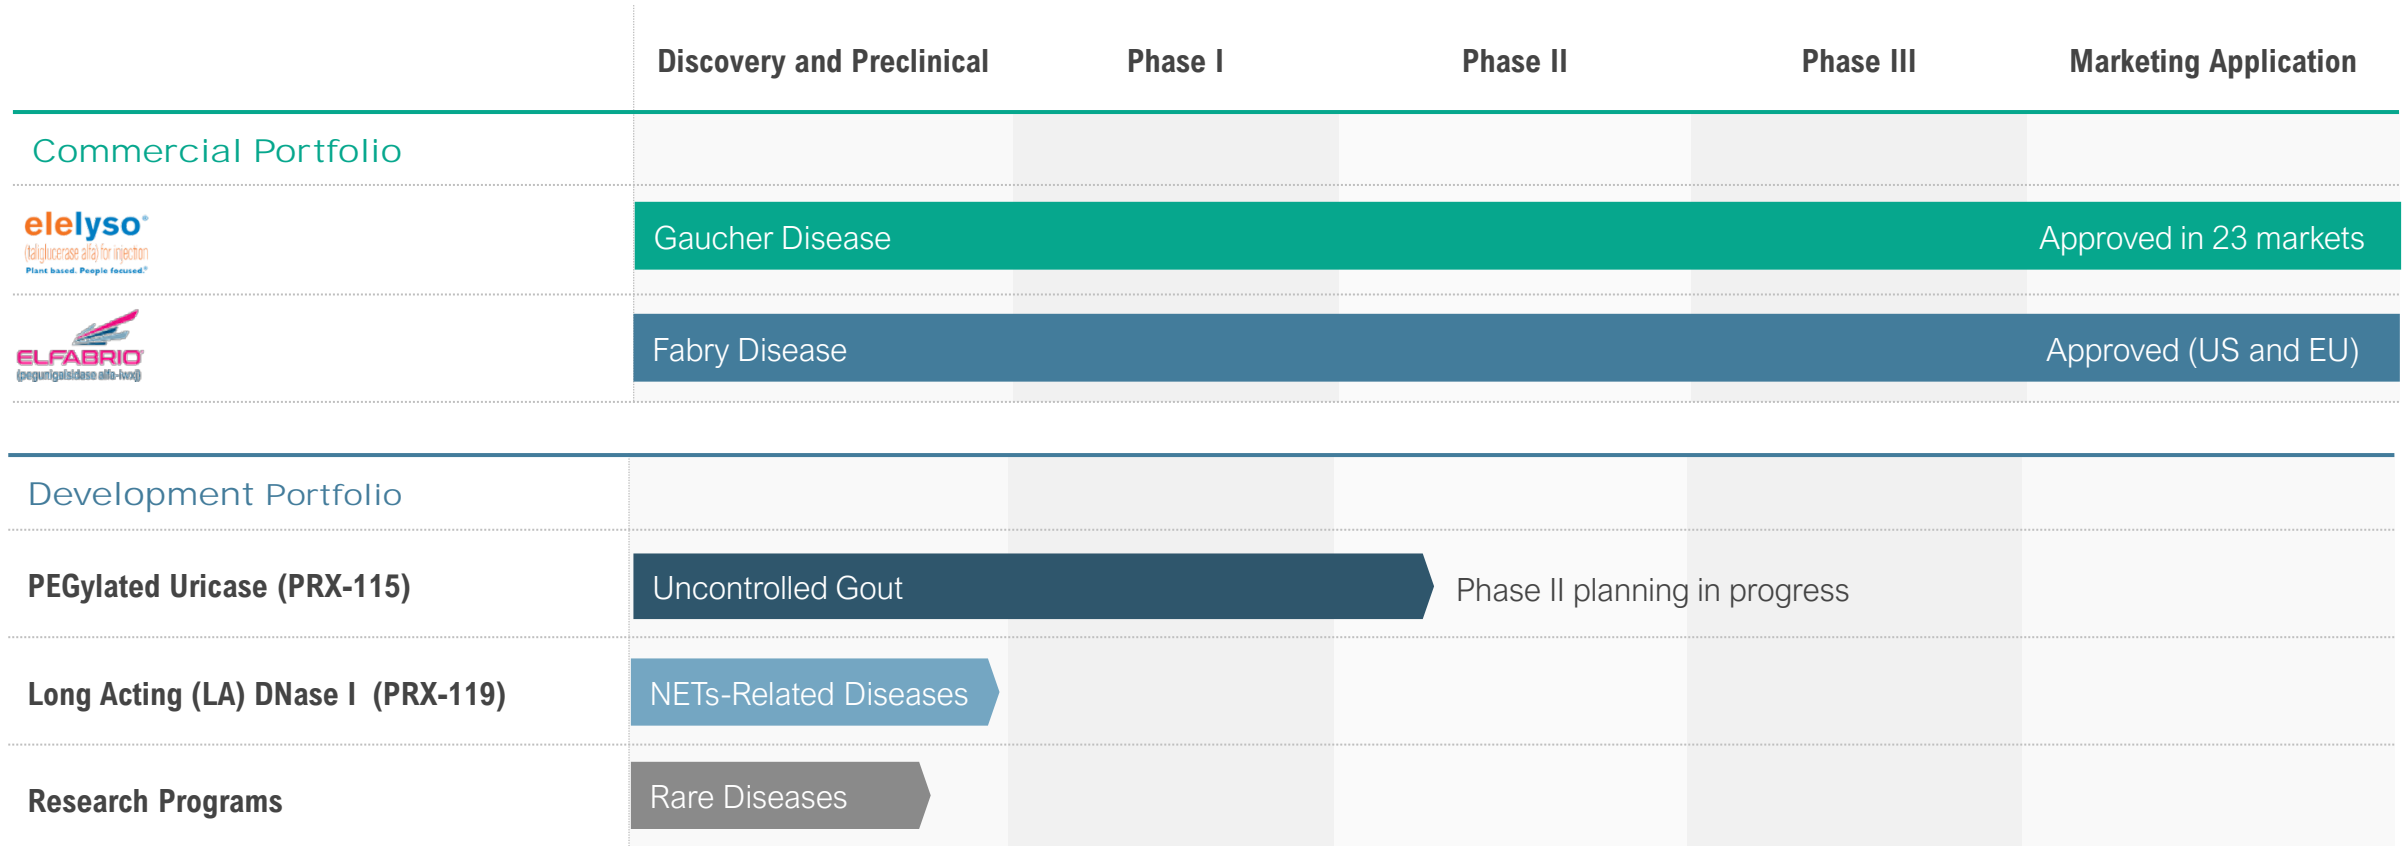 Discovery and Preclinical Phase I Phase II Phase III Marketing Application
Commercial Portfolio
elelyso®
(taliglucerase alfa) for injection
Plant based. People focused.®
Gaucher Disease Approved in 23 markets
ELFABRIO®
(pegunigalsidase alfa-iwxj)
Fabry Disease Approved (US and EU)
Development Portfolio
PEGylated Uricase (PRX-115) Uncontrolled Gout Phase II planning in progress
Long Acting (LA) DNase I (PRX-119) NETs-Related Diseases
Research Programs Rare Diseases